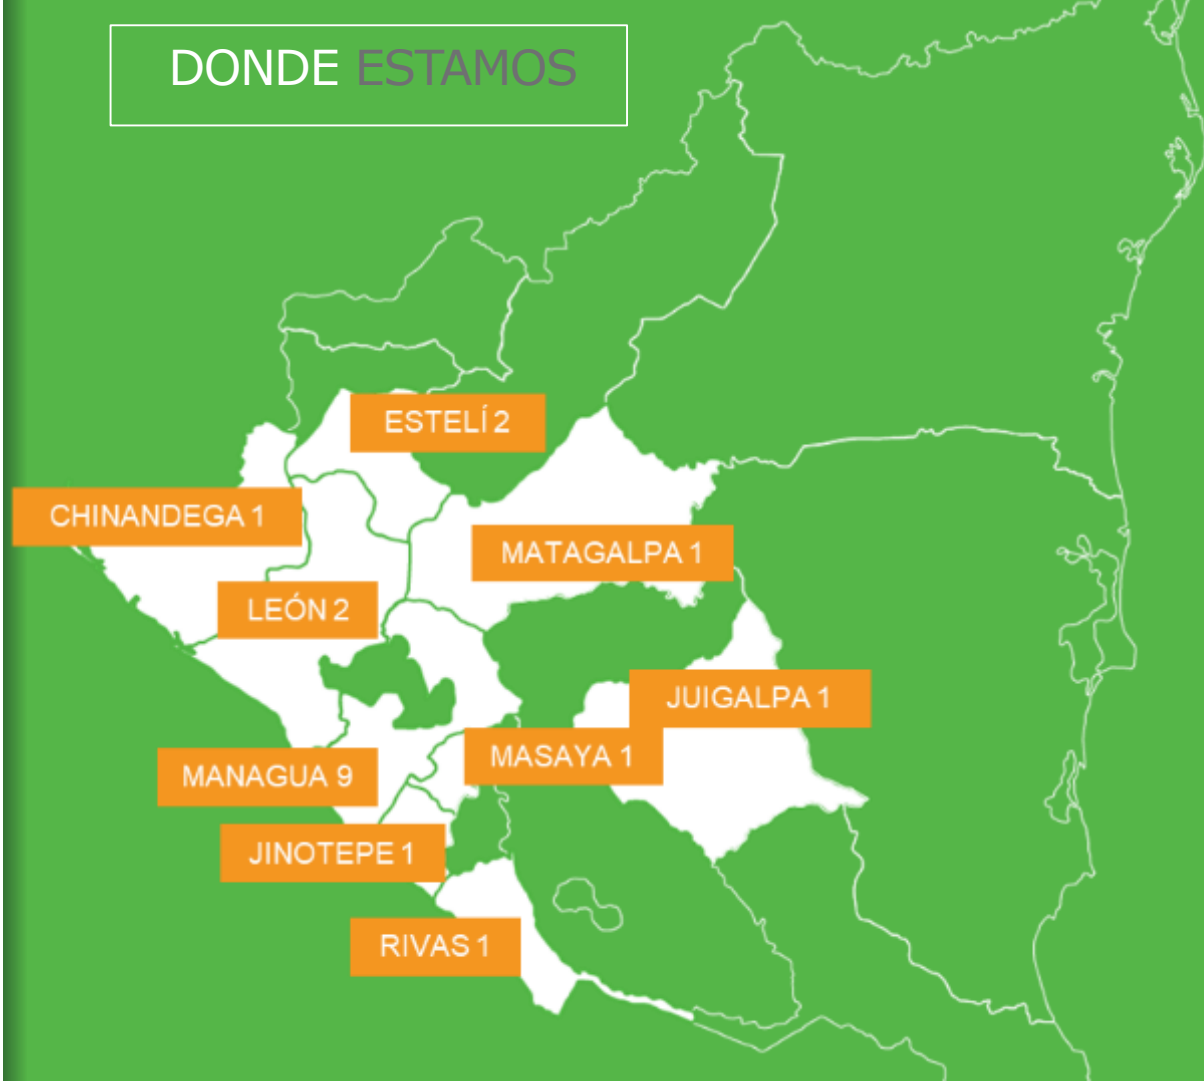 DONDE ESTAMOS
ESTELÍ 2
CHINANDEGA 1
MATAGALPA 1
LEÓN 2
JUIGALPA 1
MASAYA 1
MANAGUA 9
JINOTEPE 1
RIVAS 1